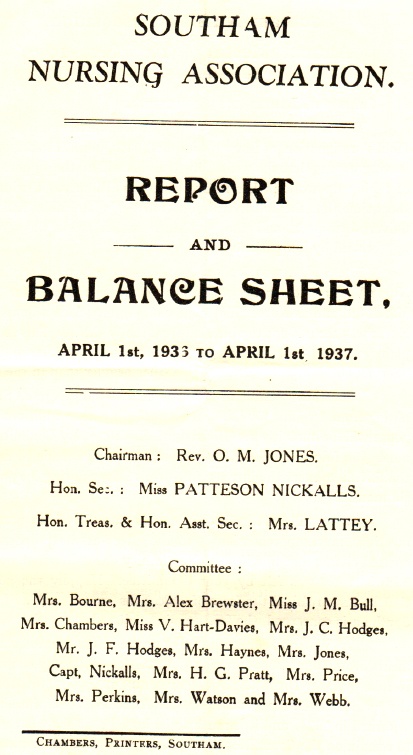 SOUTHAM
NURSING ASSOCIATION.
REPORT
AND
BALANCE SHEET,
APRIL 1st, 1936 TO APRIL 1st 1937.
Chairman : Rev. O. M. JONES.
Hon. Sec. : Miss PATTESON NICKALLS.
Hon. Treas. & Hon. Asst. Sec. : Mrs. LATTEY.
Committee :
Mrs. Bourne, Mrs. Alex Brewster, Miss J. M. Bull,
Mrs. Chambers, Miss V. Hart-Davies, Mrs. J. C. Hodges,
Mr. J. F. Hodges, Mrs. Haynes, Mrs. Jones,
Capt, Nickalls, Mrs. H. G. Pratt, Mrs. Price,
Mrs. Perkins, Mrs. Watson and Mrs. Webb.
CHAMBERS, PRINTERS, SOUTHAM.